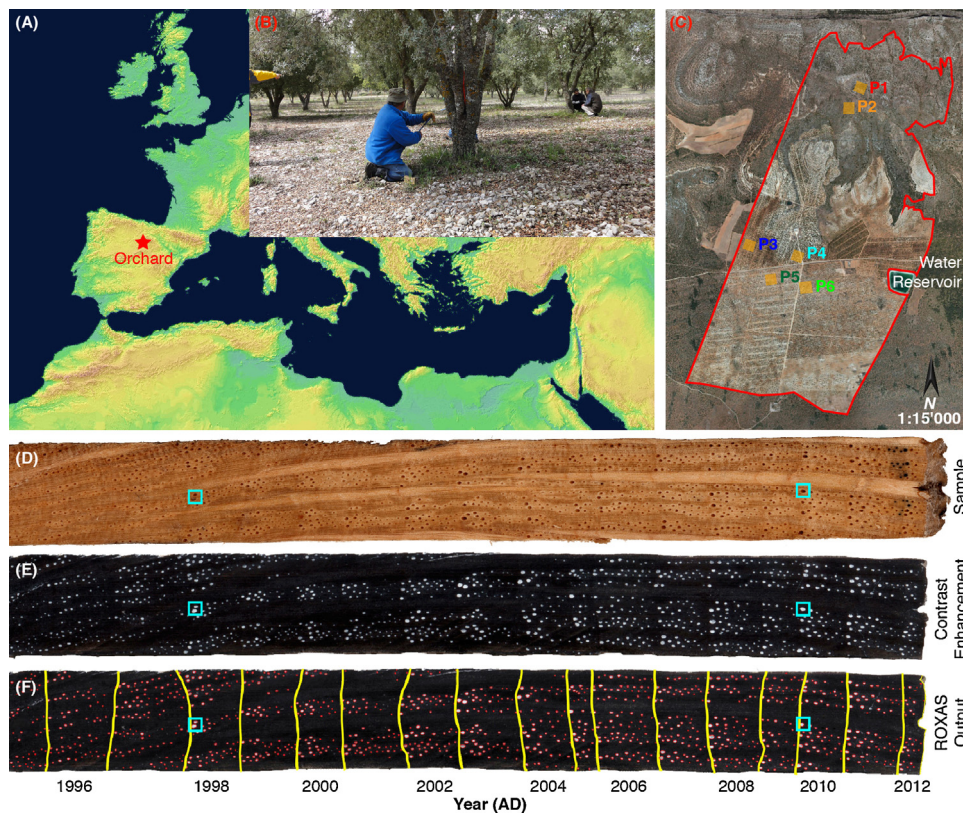 (A)
(B)
(C)
P1
P2
Orchard
P3
P4
P5
P6
Water
Reservoir
N
1:15'000
(D)
Sample
(E)
Contrast
Enhancement
(F)
ROXAS
Output
1996 1998 2000 2002 2004 2006 2008 2010 2012
Year (AD)